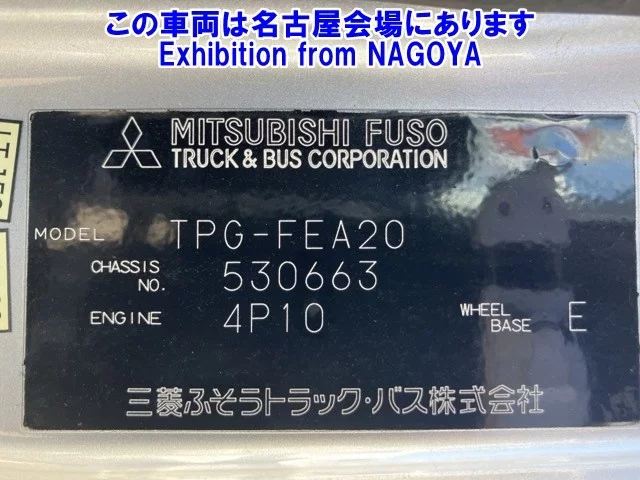 この車両は名古屋会場にあります
Exhibition from NAGOYA
MITSUBISHI FUSO
TRUCK & BUS CORPORATION
MODEL TPG-FEA20
CHASSIS NO. 530663
ENGINE 4P10 WHEEL BASE E
三菱ふそうトラック・バス株式会社